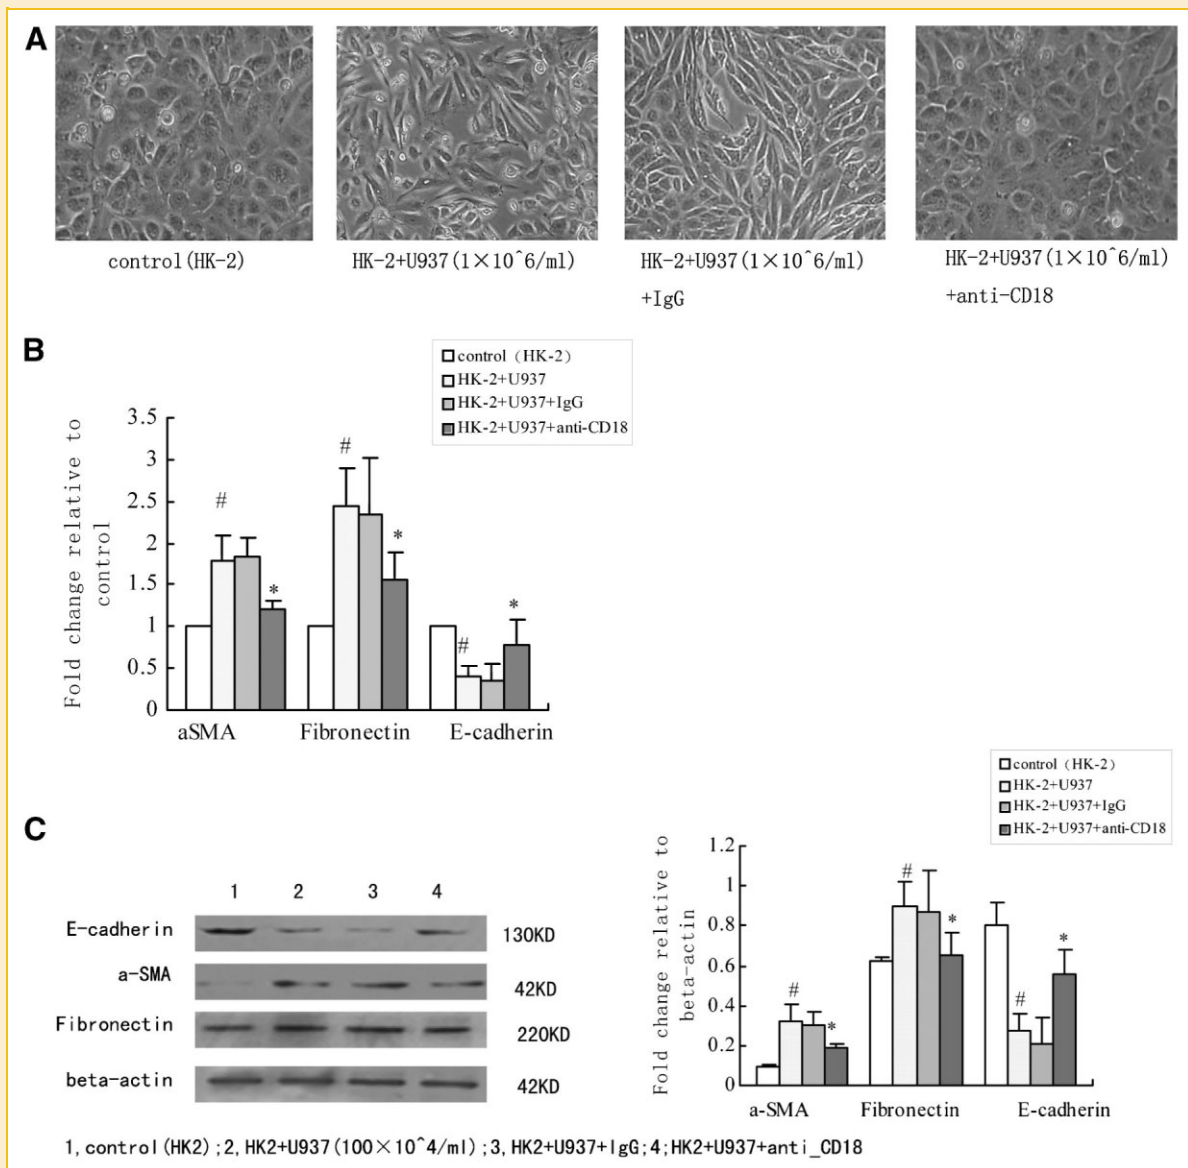 A
control(HK-2)
HK-2+U937(1×10^6/ml)
HK-2+U937(1×10^6/ml)
+IgG
HK-2+U937(1×10^6/ml)
+anti-CD18
B
control (HK-2)
HK-2+U937
HK-2+U937+IgG
HK-2+U937+anti-CD18
Fold change relative to
control
3.5
3
2.5
2
1.5
1
0.5
0
#
*
#
*
#
*
aSMA
Fibronectin
E-cadherin
C
1 2 3 4
E-cadherin 130KD
a-SMA 42KD
Fibronectin 220KD
beta-actin 42KD
control (HK-2)
HK-2+U937
HK-2+U937+IgG
HK-2+U937+anti-CD18
Fold change relative to
beta-actin
1.2
1
0.8
0.6
0.4
0.2
0
#
*
#
*
#
*
a-SMA
Fibronectin
E-cadherin
1,control(HK2);2,HK2+U937(100×10^4/ml);3,HK2+U937+IgG;4;HK2+U937+anti_CD18